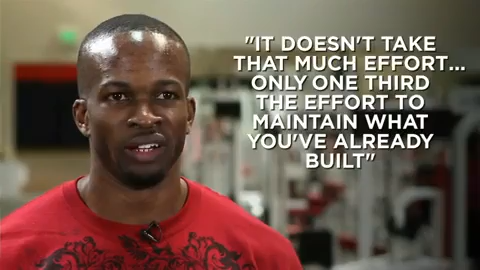 "IT DOESN'T TAKE
THAT MUCH EFFORT...
ONLY ONE THIRD
THE EFFORT TO
MAINTAIN WHAT
YOU'VE ALREADY
BUILT"